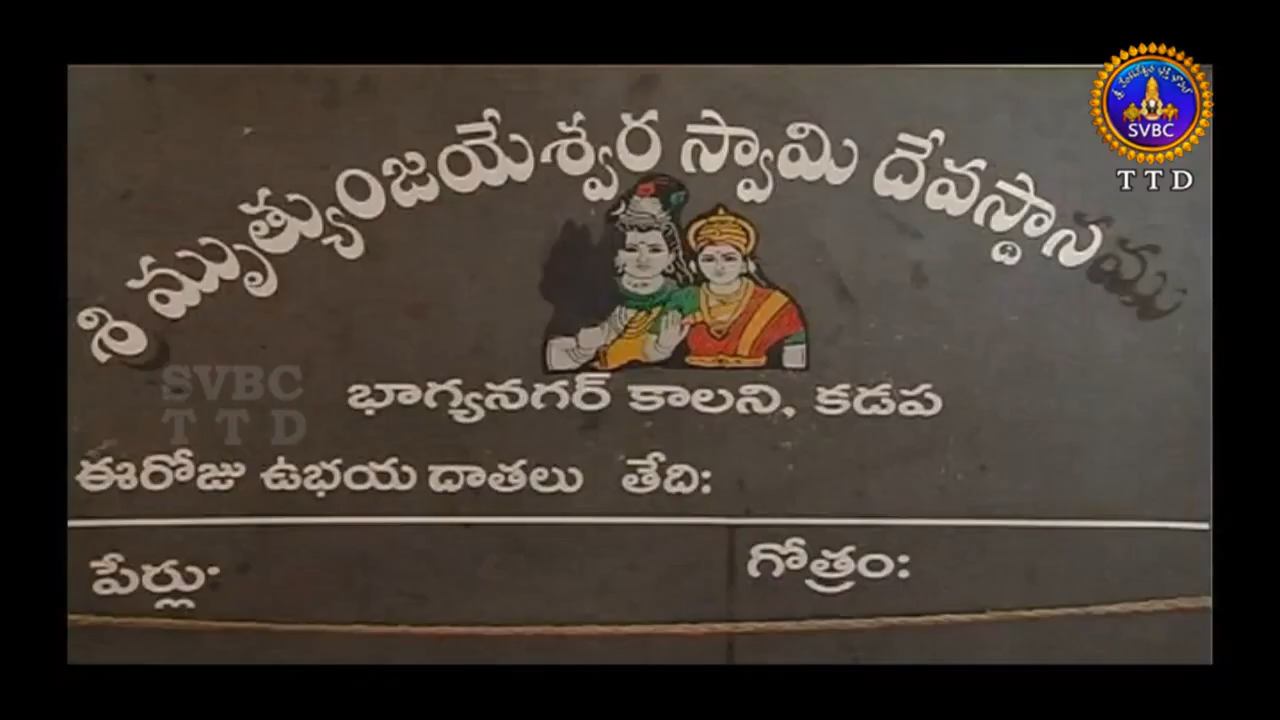 శ్రీ మృత్యుంజయేశ్వర స్వామి దేవస్థానము
SVBC
TTD
SVBC
TTD
భాగ్యనగర్ కాలని, కడప
ఈరోజు ఉభయ దాతలు తేది:
పేర్లు:
గోత్రం: